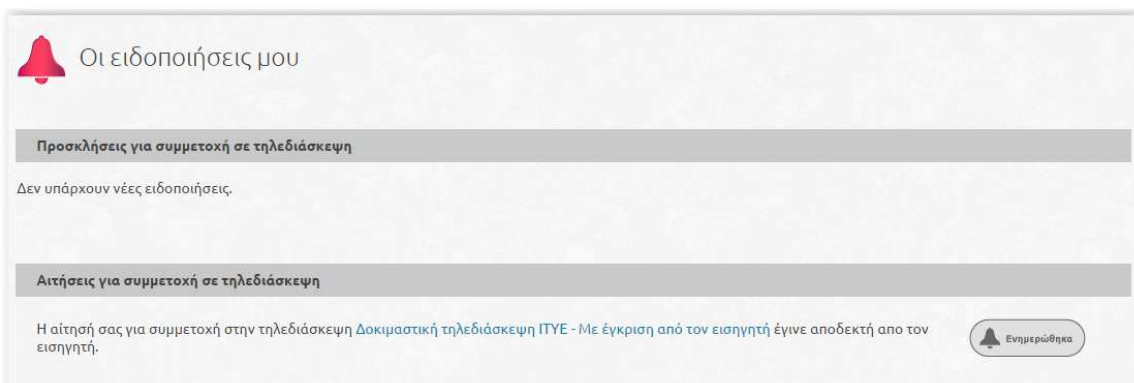 Οι ειδοποιήσεις μου
Προσκλήσεις για συμμετοχή σε τηλεδιάσκεψη
Δεν υπάρχουν νέες ειδοποιήσεις.
Αιτήσεις για συμμετοχή σε τηλεδιάσκεψη
Η αίτησή σας για συμμετοχή στην τηλεδιάσκεψη Δοκιμαστική τηλεδιάσκεψη ΙΤΥΕ - Με έγκριση από τον εισηγητή έγινε αποδεκτή απο τον
εισηγητή.
Ενημερώθηκα